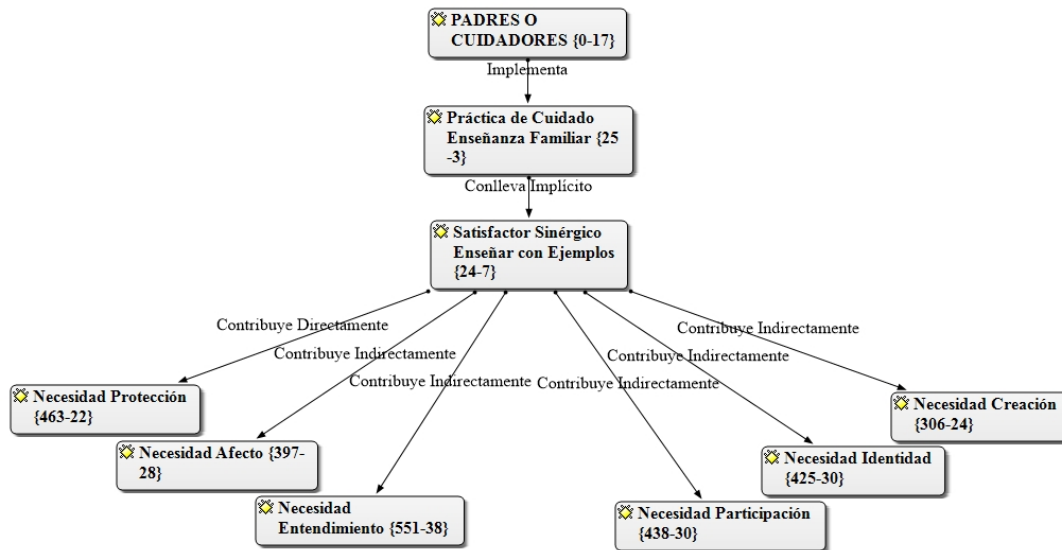 PADRES O
CUIDADORES {0-17}
Implementa
Práctica de Cuidado
Enseñanza Familiar {25
-3}
Conlleva Implícito
Satisfactor Sinérgico
Enseñar con Ejemplos
{24-7}
Contribuye Directamente
Contribuye Indirectamente
Contribuye Indirectamente
Contribuye Indirectamente
Contribuye Indirectamente
Contribuye Indirectamente
Necesidad Protección
{463-22}
Necesidad Afecto {397-
28}
Necesidad
Entendimiento {551-38}
Necesidad Participación
{438-30}
Necesidad Identidad
{425-30}
Necesidad Creación
{306-24}